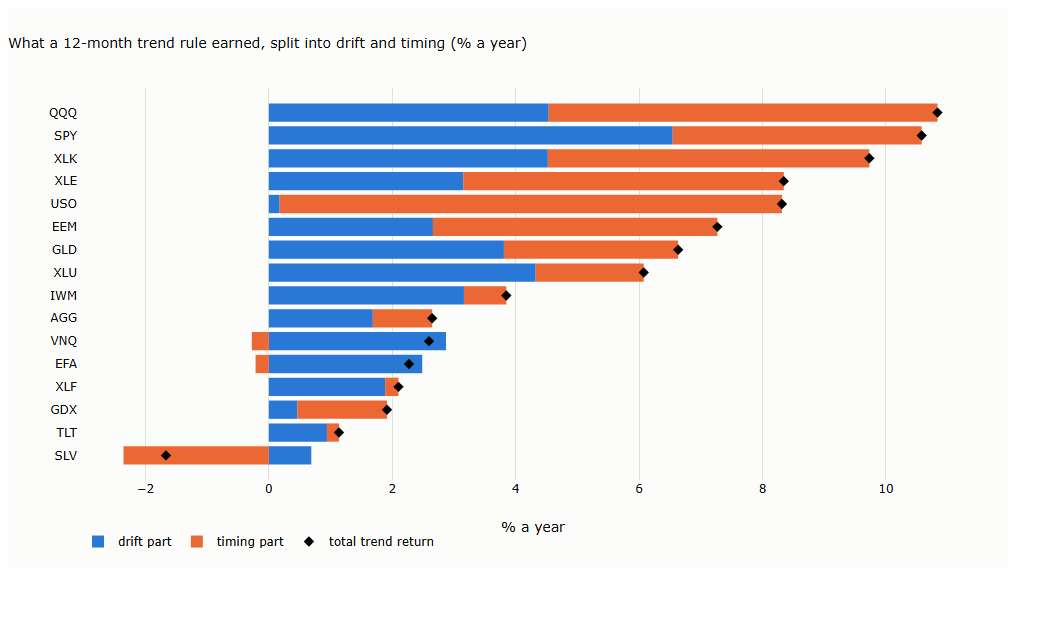 What a 12-month trend rule earned, split into drift and timing (% a year)
QQQ
SPY
XLK
XLE
USO
EEM
GLD
XLU
IWM
AGG
VNQ
EFA
XLF
GDX
TLT
SLV
−2 0 2 4 6 8 10
% a year
drift part timing part total trend return